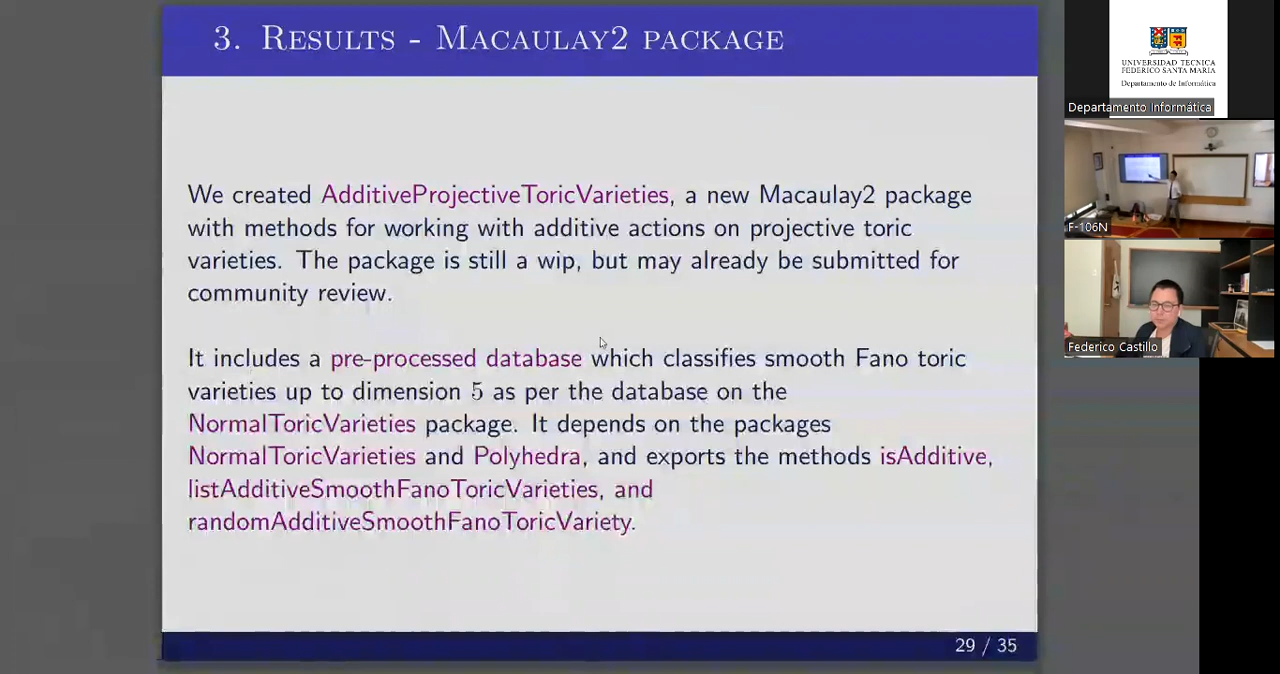 3. Results - Macaulay2 package
We created AdditiveProjectiveToricVarieties, a new Macaulay2 package
with methods for working with additive actions on projective toric
varieties. The package is still a wip, but may already be submitted for
community review.
It includes a pre-processed database which classifies smooth Fano toric
varieties up to dimension 5 as per the database on the
NormalToricVarieties package. It depends on the packages
NormalToricVarieties and Polyhedra, and exports the methods isAdditive,
listAdditiveSmoothFanoToricVarieties, and
randomAdditiveSmoothFanoToricVariety.
29 / 35
UNIVERSIDAD TECNICA
FEDERICO SANTA MARIA
Departamento de Informática
Departamento Informática
F-106N
Federico Castillo